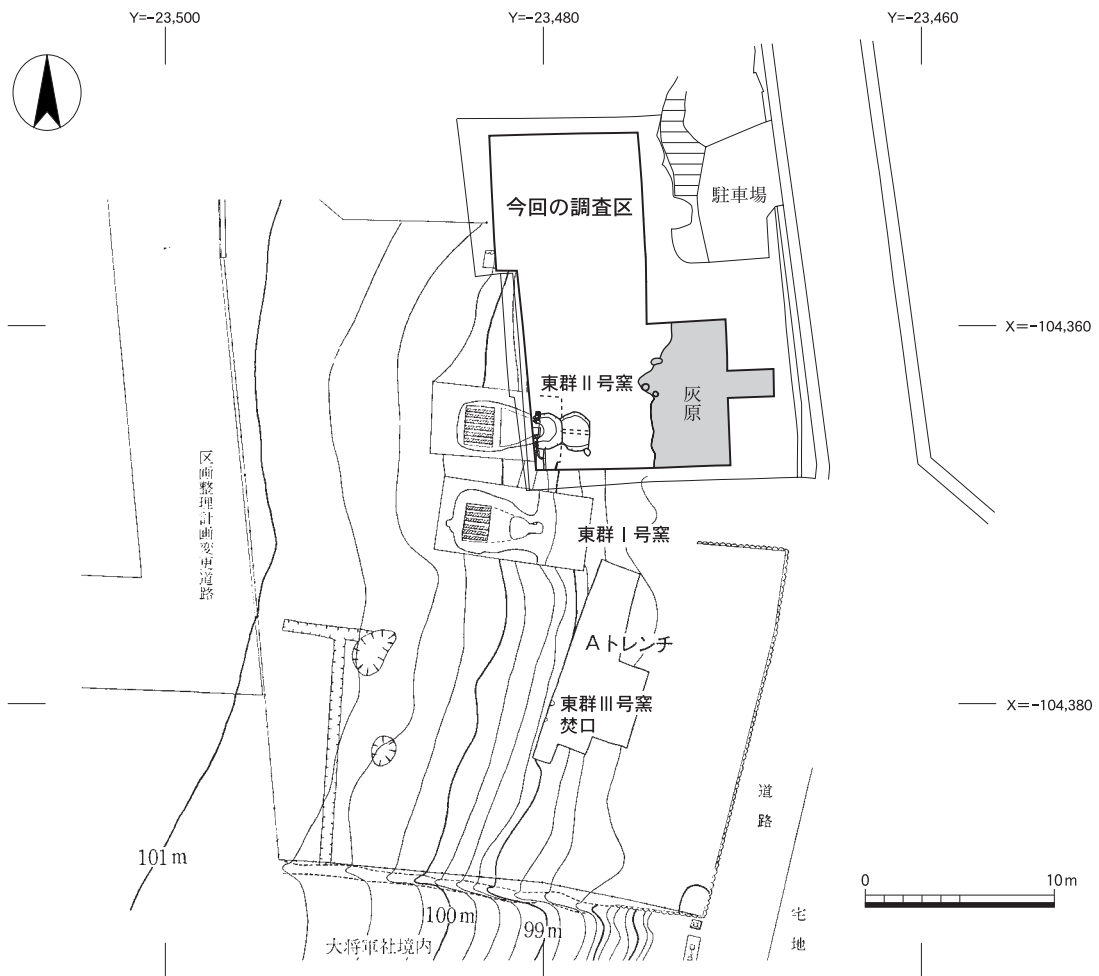 Y=−23,500
Y=−23,480
Y=−23,460
今回の調査区
駐車場
X=−104,360
東群Ⅱ号窯
灰原
区画整理計画変更道路
東群Ⅰ号窯
Aトレンチ
東群Ⅲ号窯
焚口
X=−104,380
道路
101m
0
10m
100m
99m
宅地
大将軍社境内